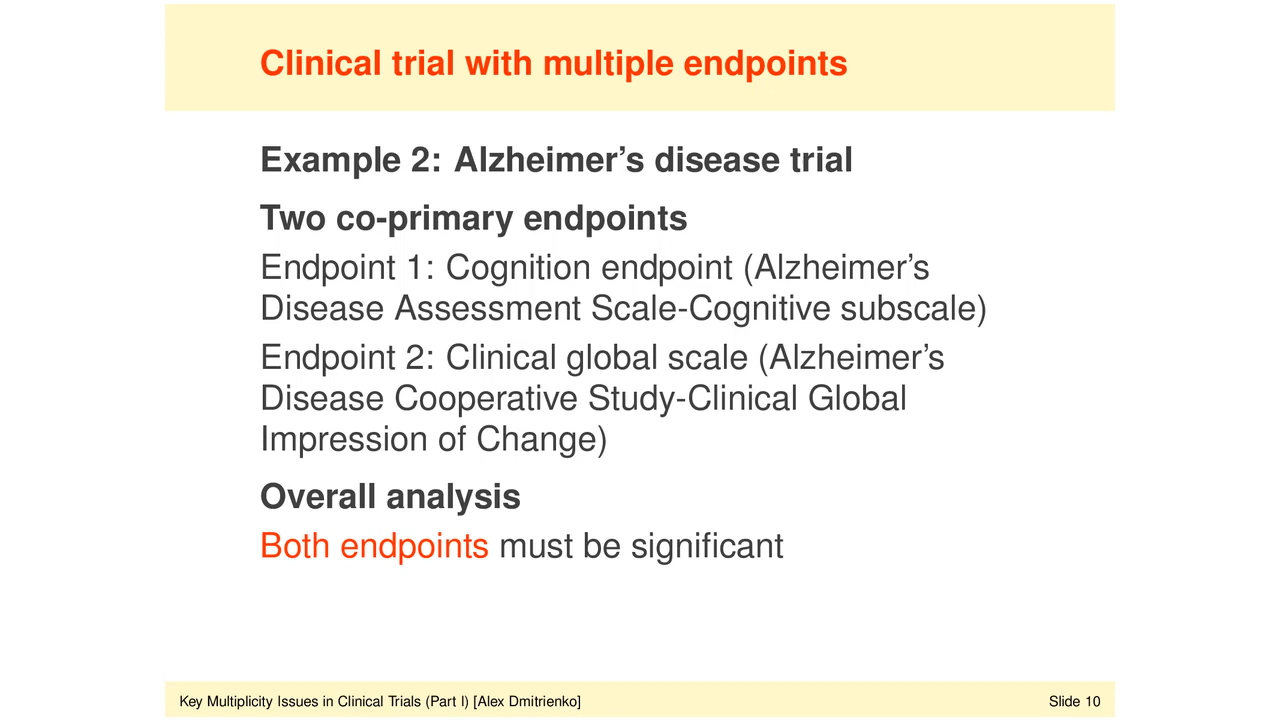 Clinical trial with multiple endpoints
Example 2: Alzheimer’s disease trial
Two co-primary endpoints
Endpoint 1: Cognition endpoint (Alzheimer’s
Disease Assessment Scale-Cognitive subscale)
Endpoint 2: Clinical global scale (Alzheimer’s
Disease Cooperative Study-Clinical Global
Impression of Change)
Overall analysis
Both endpoints must be significant
Key Multiplicity Issues in Clinical Trials (Part I) [Alex Dmitrienko]
Slide 10